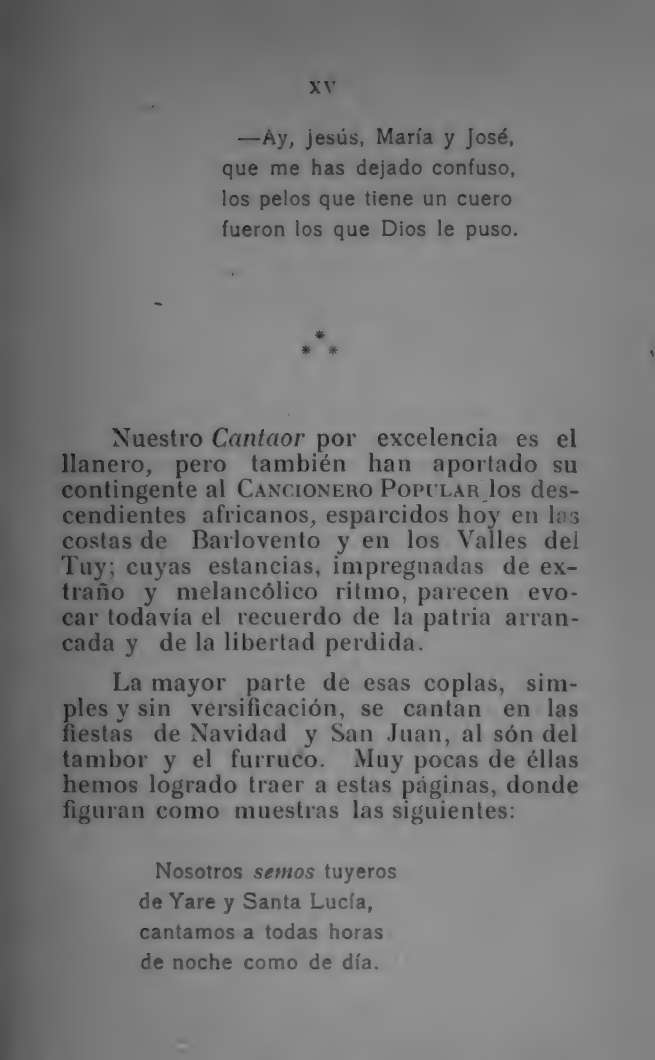 XV
—Ay, jesús, María y José,
que me has dejado confuso,
los pelos que tiene un cuero
fueron los que Dios le puso.
*
* *
Nuestro Cantaor por excelencia es el
llanero, pero también han aportado su
contingente al CANCIONERO POPULAR los des-
cendientes africanos, esparcidos hoy en las
costas de Barlovento y en los Valles del
Tuy; cuyas estancias, impregnadas de ex-
traño y melancólico ritmo, parecen evo-
car todavía el recuerdo de la patria arran-
cada y de la libertad perdida.
La mayor parte de esas coplas, sim-
ples y sin versificación, se cantan en las
fiestas de Navidad y San Juan, al són del
tambor y el furruco. Muy pocas de éllas
hemos logrado traer a estas páginas, donde
figuran como muestras las siguientes:
Nosotros semos tuyeros
de Yare y Santa Lucía,
cantamos a todas horas
de noche como de día.